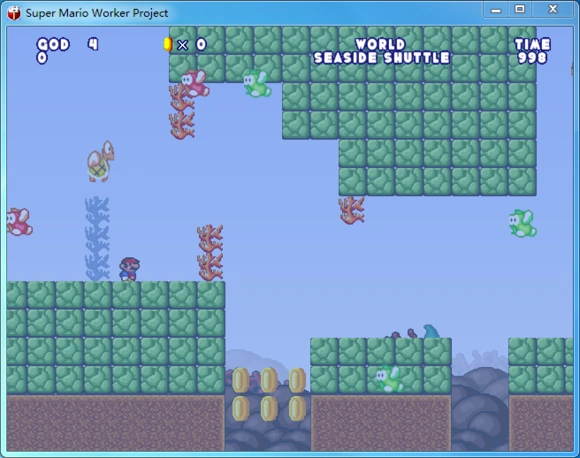 Super Mario Worker Project
GOD 4
× 0
WORLD
TIME
0
SEASIDE SHUTTLE
998